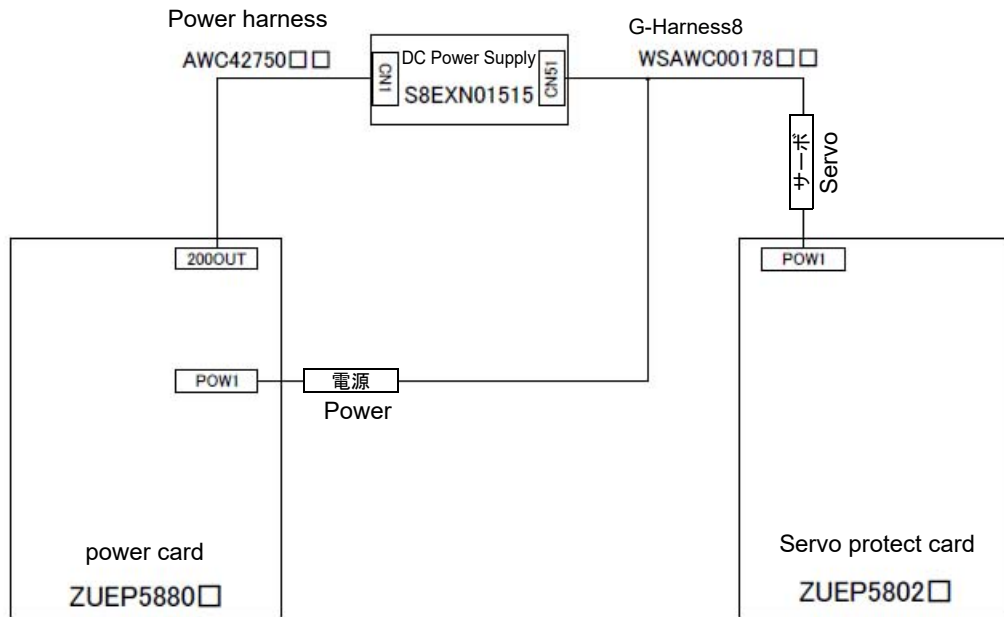 Power harness
AWC42750□□
CN1
DC Power Supply
S8EXN01515
CN51
G-Harness8
WSAWC00178□□
サーボ
Servo
200OUT
POW1
電源
Power
power card
ZUEP5880□
POW1
Servo protect card
ZUEP5802□